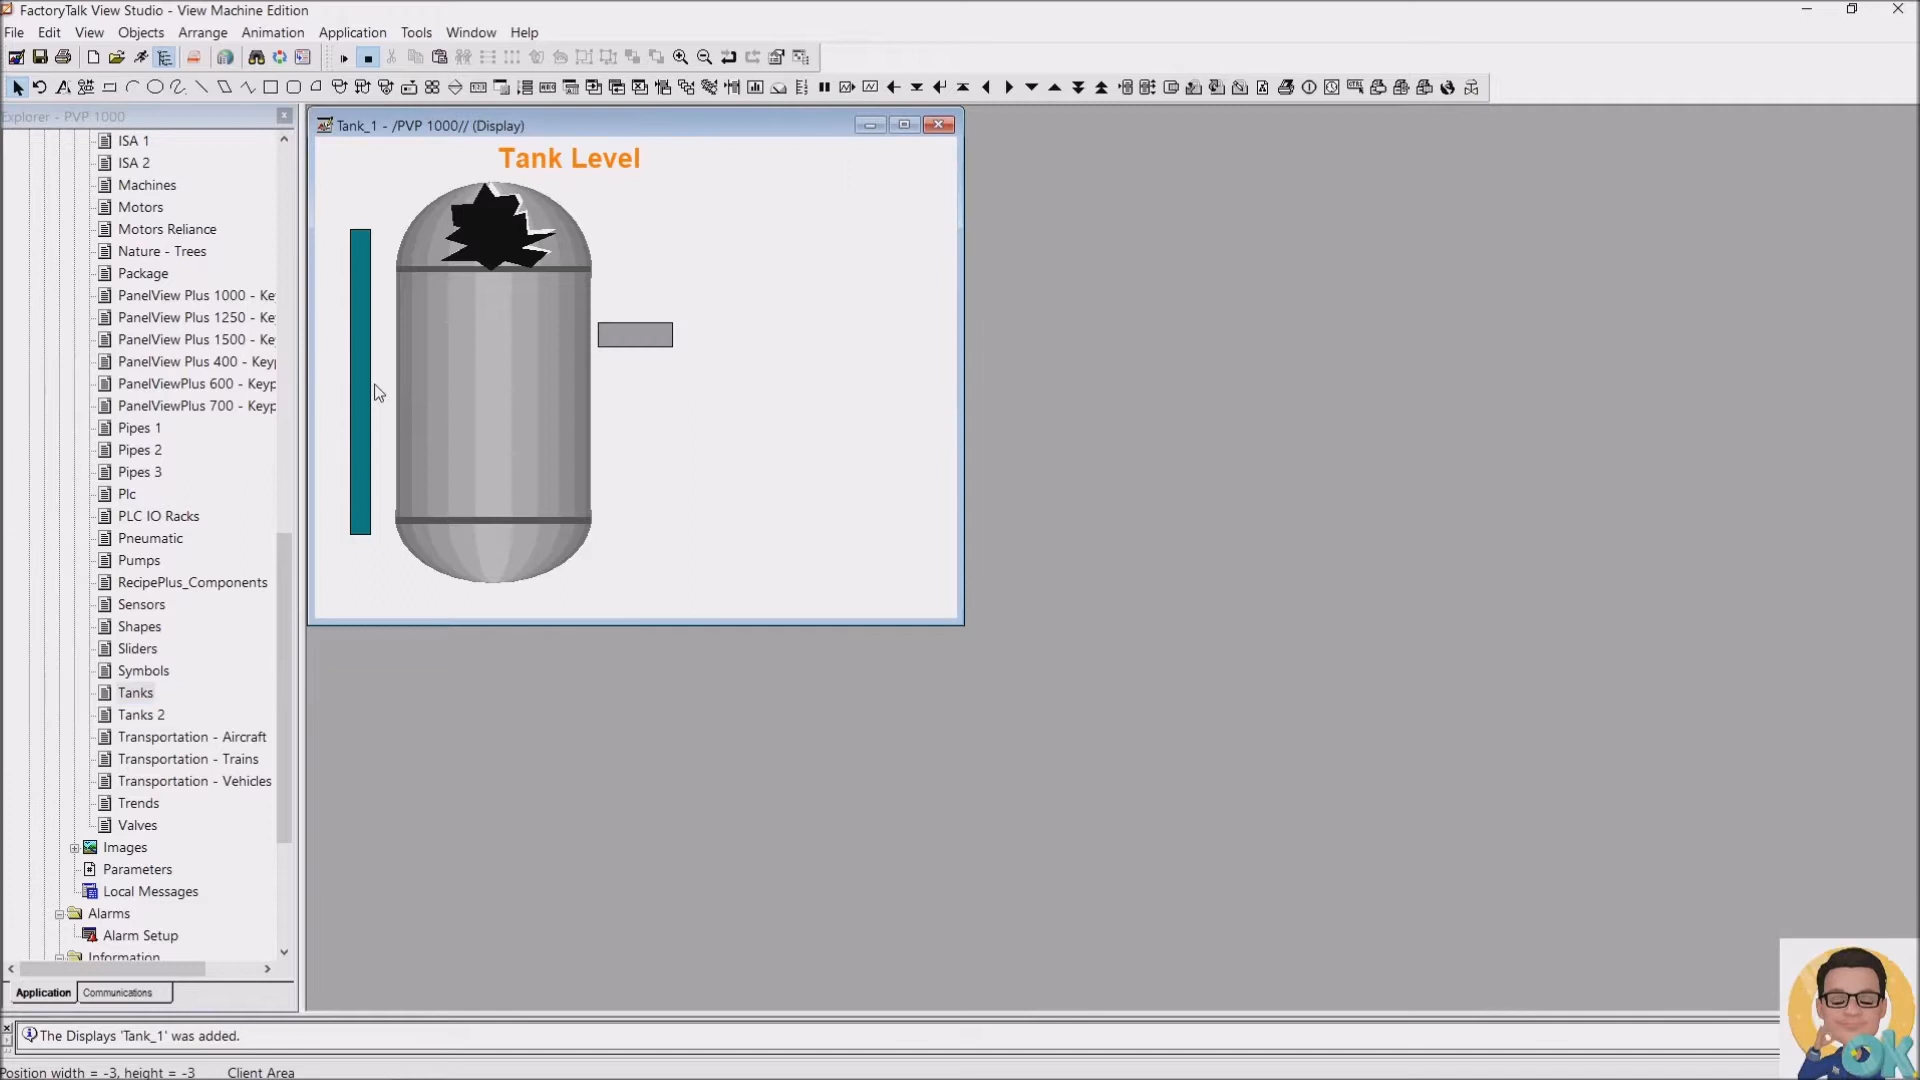 FactoryTalk View Studio - View Machine Edition
File Edit View Objects Arrange Animation Application Tools Window Help
Explorer - PVP 1000
ISA 1
ISA 2
Machines
Motors
Motors Reliance
Nature - Trees
Package
PanelView Plus 1000 - Ke
PanelView Plus 1250 - Ke
PanelView Plus 1500 - Ke
PanelView Plus 400 - Key
PanelViewPlus 600 - Keyp
PanelViewPlus 700 - Keyp
Pipes 1
Pipes 2
Pipes 3
Plc
PLC IO Racks
Pneumatic
Pumps
RecipePlus_Components
Sensors
Shapes
Sliders
Symbols
Tanks
Tanks 2
Transportation - Aircraft
Transportation - Trains
Transportation - Vehicles
Trends
Valves
Images
Parameters
Local Messages
Alarms
Alarm Setup
Information
Application Communications
Tank_1 - /PVP 1000// (Display)
Tank Level
The Displays 'Tank_1' was added.
Position width = -3, height = -3 Client Area
OK